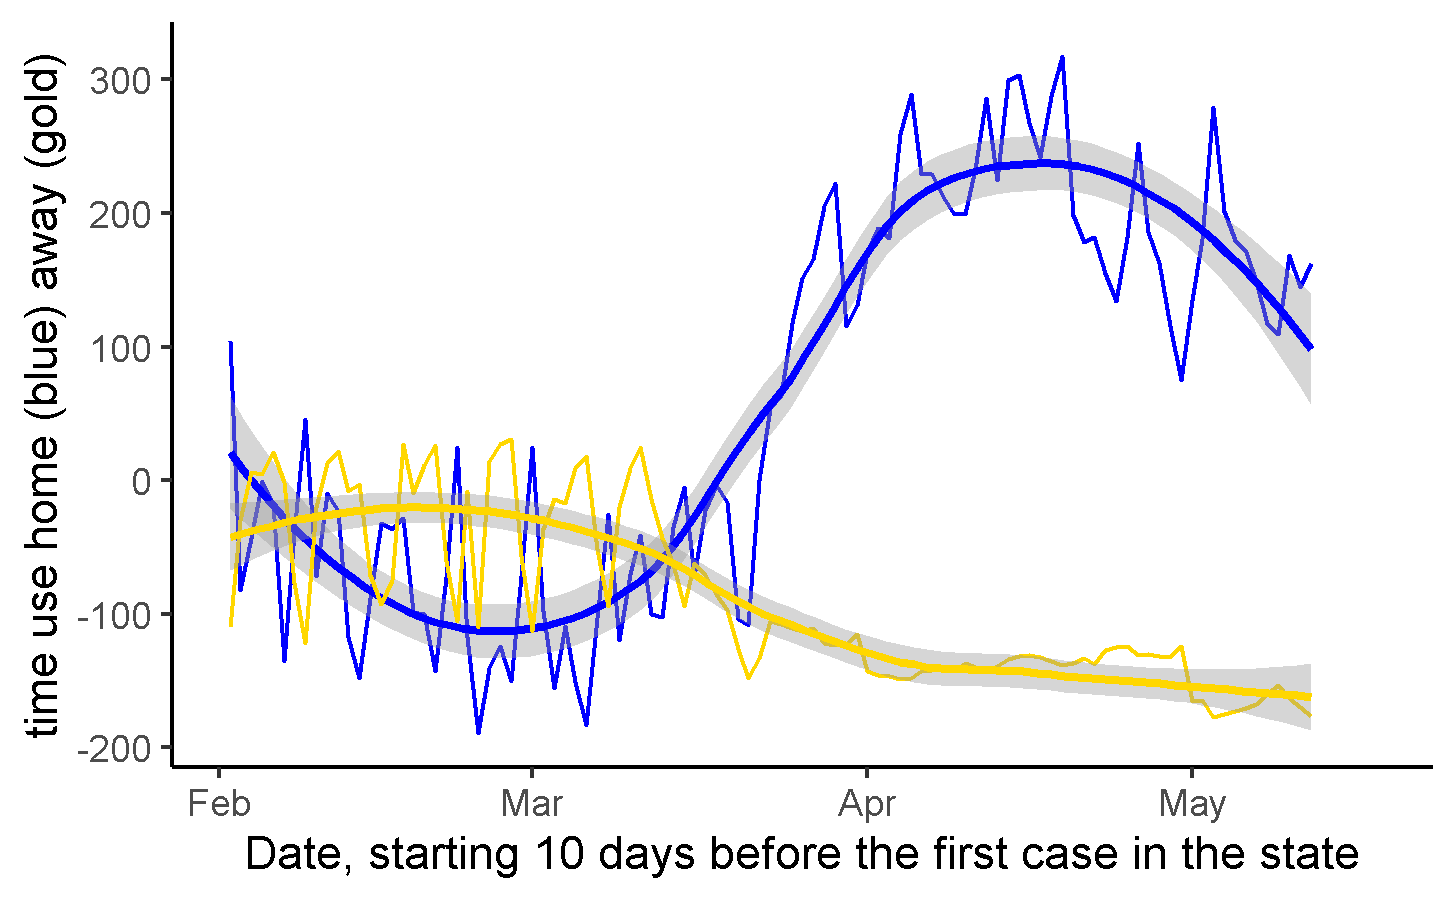 time use home (blue) away (gold)
300
200
100
0
-100
-200
Feb Mar Apr May
Date, starting 10 days before the first case in the state